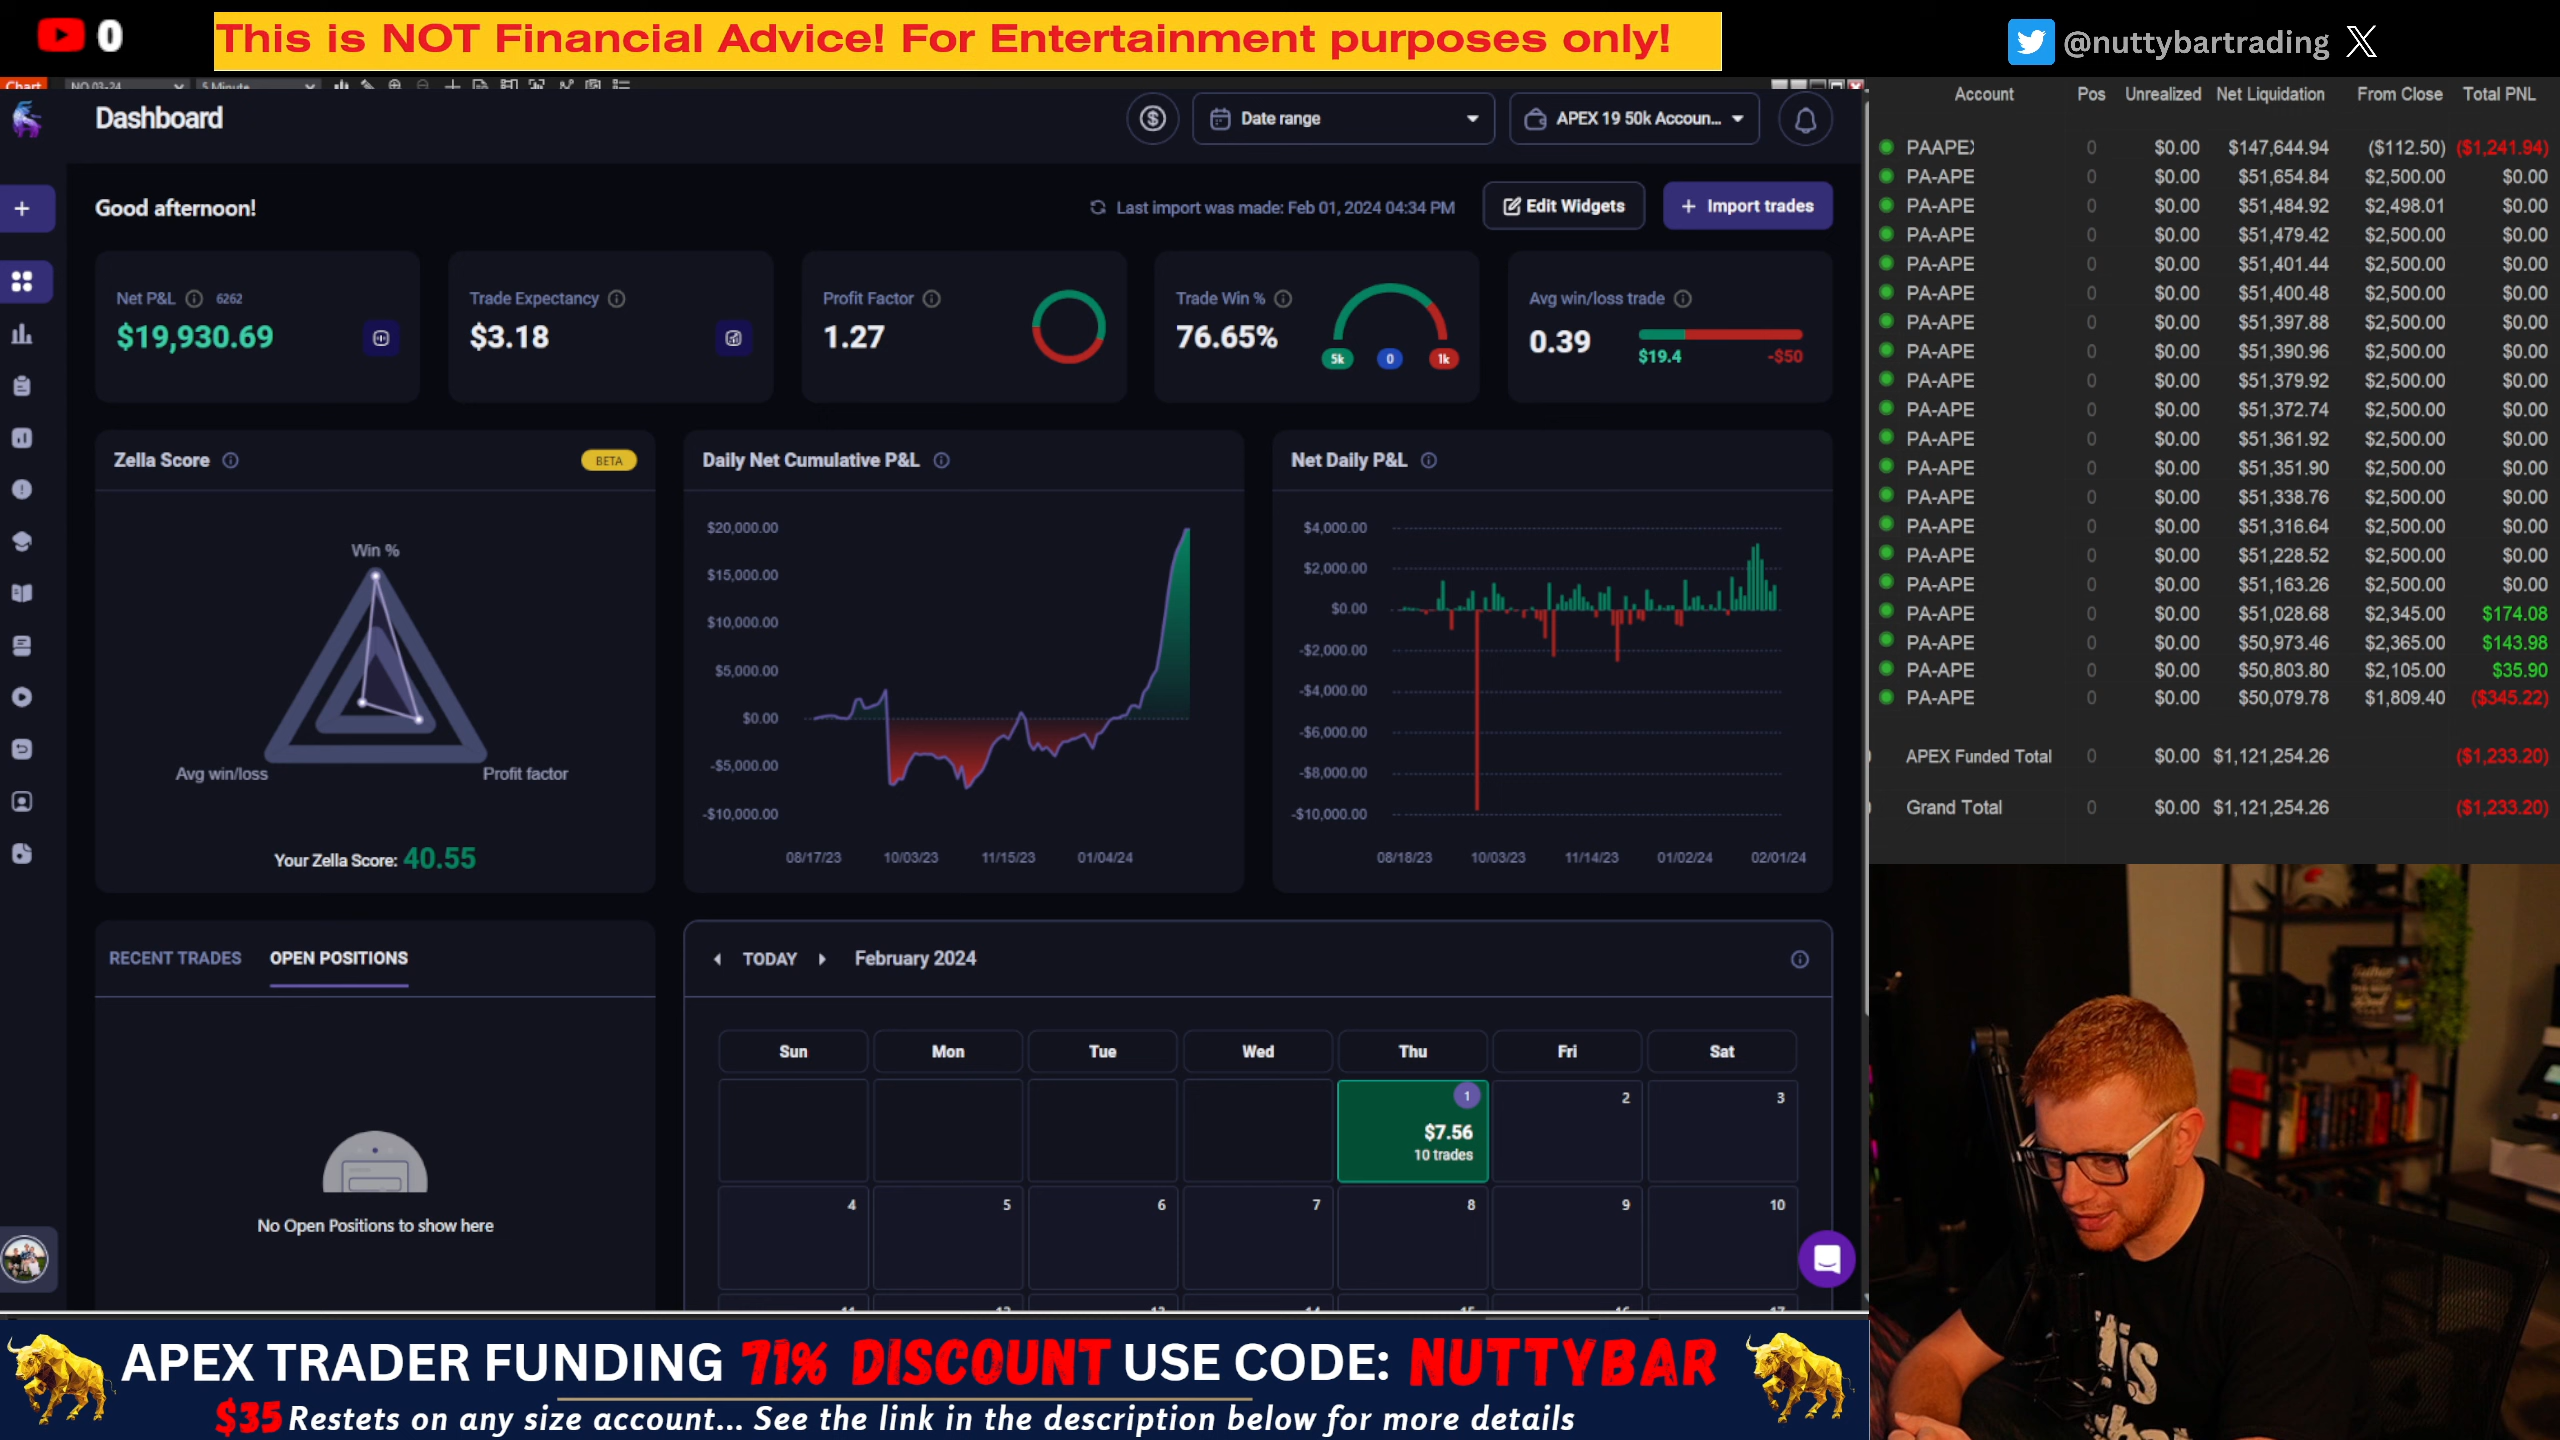 0
This is NOT Financial Advice! For Entertainment purposes only!
@nuttybartrading
Chart
NQ 03-24
5 Minute
Dashboard
Date range
APEX 19 50k Accoun...
Good afternoon!
Last import was made: Feb 01, 2024 04:34 PM
Edit Widgets
+ Import trades
Net P&L 6262
$19,930.69
Trade Expectancy
$3.18
Profit Factor
1.27
Trade Win %
76.65%
5k
0
1k
Avg win/loss trade
0.39
$19.4
-$50
Zella Score
BETA
Win %
Avg win/loss
Profit factor
Your Zella Score: 40.55
Daily Net Cumulative P&L
$20,000.00
$15,000.00
$10,000.00
$5,000.00
$0.00
-$5,000.00
-$10,000.00
08/17/23 10/03/23 11/15/23 01/04/24
Net Daily P&L
$4,000.00
$2,000.00
$0.00
-$2,000.00
-$4,000.00
-$6,000.00
-$8,000.00
-$10,000.00
08/18/23 10/03/23 11/14/23 01/02/24 02/01/24
RECENT TRADES OPEN POSITIONS
No Open Positions to show here
TODAY February 2024
Sun Mon Tue Wed Thu Fri Sat
1 2 3
$7.56
10 trades
4 5 6 7 8 9 10
Account Pos Unrealized Net Liquidation From Close Total PNL
PAAPEX 0 $0.00 $147,644.94 ($112.50) ($1,241.94)
PA-APE 0 $0.00 $51,654.84 $2,500.00 $0.00
PA-APE 0 $0.00 $51,484.92 $2,498.01 $0.00
PA-APE 0 $0.00 $51,479.42 $2,500.00 $0.00
PA-APE 0 $0.00 $51,401.44 $2,500.00 $0.00
PA-APE 0 $0.00 $51,400.48 $2,500.00 $0.00
PA-APE 0 $0.00 $51,397.88 $2,500.00 $0.00
PA-APE 0 $0.00 $51,390.96 $2,500.00 $0.00
PA-APE 0 $0.00 $51,379.92 $2,500.00 $0.00
PA-APE 0 $0.00 $51,372.74 $2,500.00 $0.00
PA-APE 0 $0.00 $51,361.92 $2,500.00 $0.00
PA-APE 0 $0.00 $51,351.90 $2,500.00 $0.00
PA-APE 0 $0.00 $51,338.76 $2,500.00 $0.00
PA-APE 0 $0.00 $51,316.64 $2,500.00 $0.00
PA-APE 0 $0.00 $51,228.52 $2,500.00 $0.00
PA-APE 0 $0.00 $51,163.26 $2,500.00 $0.00
PA-APE 0 $0.00 $51,028.68 $2,345.00 $174.08
PA-APE 0 $0.00 $50,973.46 $2,365.00 $143.98
PA-APE 0 $0.00 $50,803.80 $2,105.00 $35.90
PA-APE 0 $0.00 $50,079.78 $1,809.40 ($345.22)
APEX Funded Total 0 $0.00 $1,121,254.26 ($1,233.20)
Grand Total 0 $0.00 $1,121,254.26 ($1,233.20)
APEX TRADER FUNDING 71% DISCOUNT USE CODE: NUTTYBAR
$35 Restets on any size account... See the link in the description below for more details